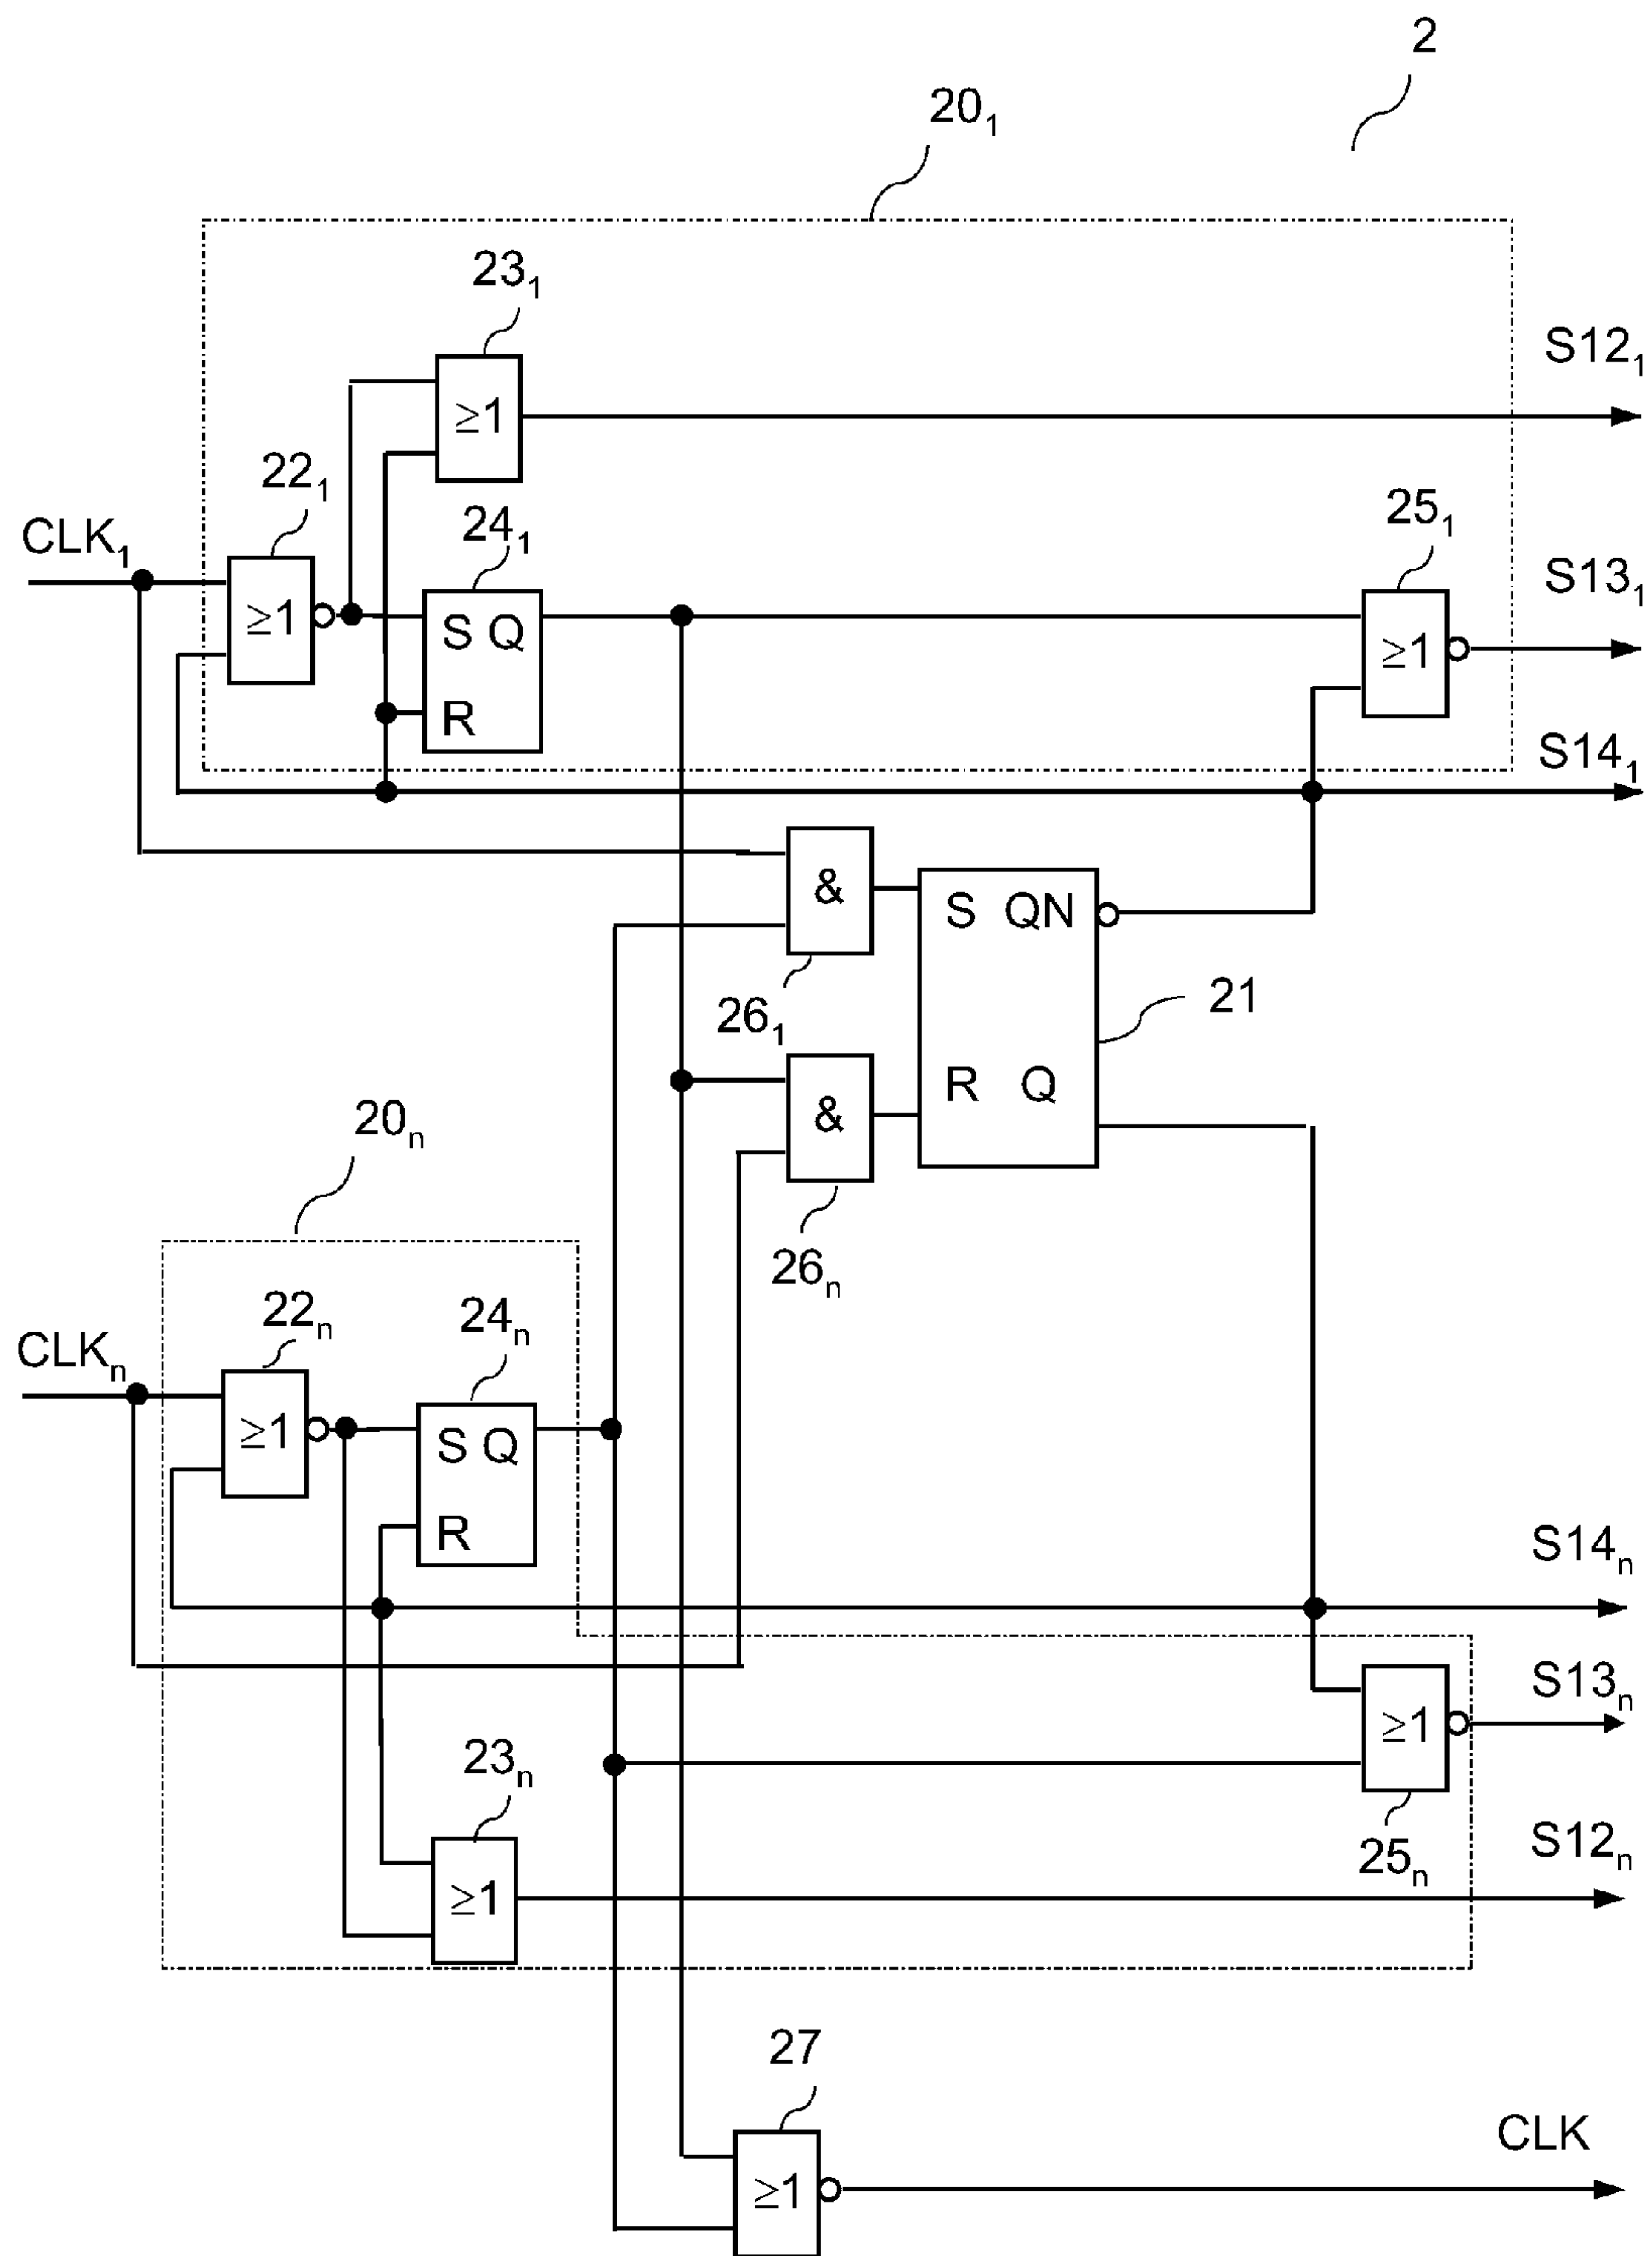 2
20₁
23₁
≥1
S12₁
22₁
CLK₁
≥1
24₁
S Q
R
25₁
≥1
S13₁
S14₁
&
26₁
S QN
R Q
21
&
26ₙ
20ₙ
22ₙ
CLKₙ
≥1
24ₙ
S Q
R
S14ₙ
S13ₙ
≥1
25ₙ
23ₙ
≥1
S12ₙ
27
≥1
CLK